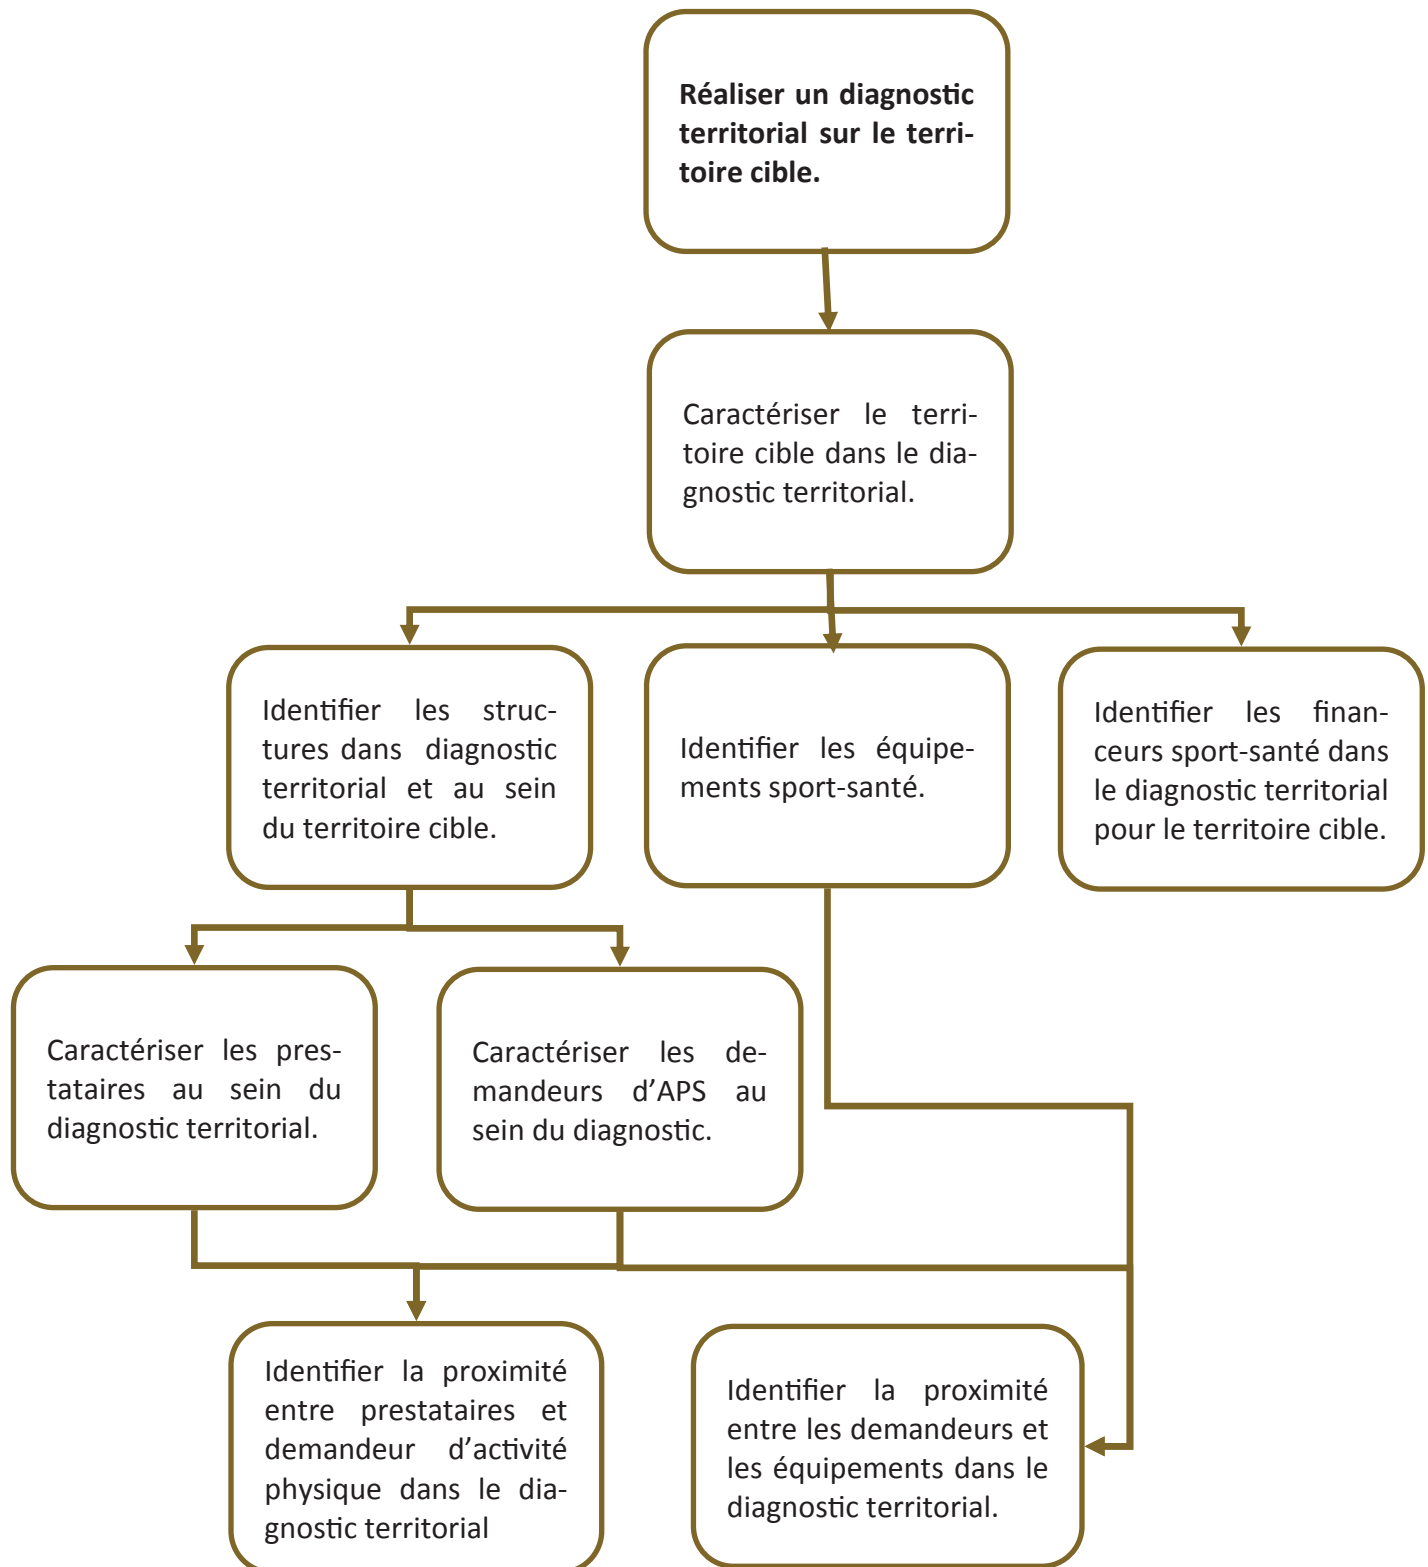 Réaliser un diagnostic
territorial sur le terri-
toire cible.
Caractériser le terri-
toire cible dans le dia-
gnostic territorial.
Identifier les struc-
tures dans diagnostic
territorial et au sein
du territoire cible.
Identifier les équipe-
ments sport-santé.
Identifier les finan-
ceurs sport-santé dans
le diagnostic territorial
pour le territoire cible.
Caractériser les pres-
tataires au sein du
diagnostic territorial.
Caractériser les de-
mandeurs d’APS au
sein du diagnostic.
Identifier la proximité
entre prestataires et
demandeur d’activité
physique dans le dia-
gnostic territorial
Identifier la proximité
entre les demandeurs et
les équipements dans le
diagnostic territorial.